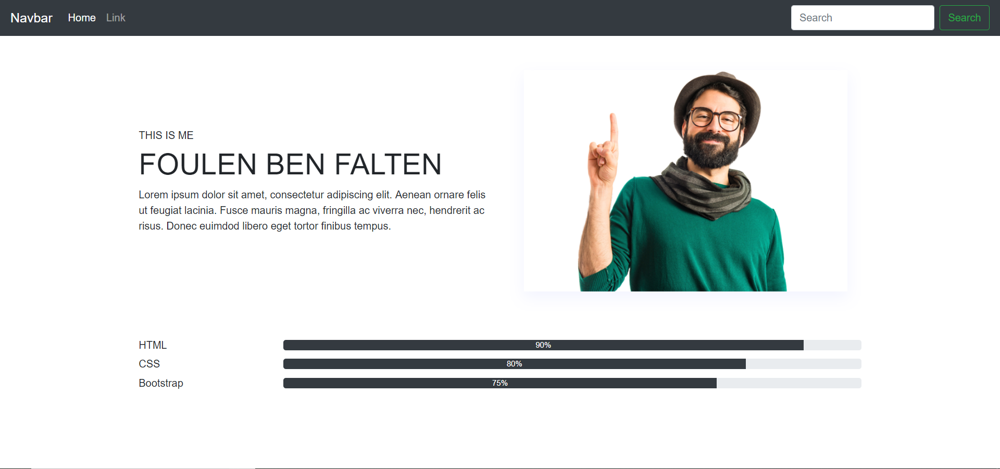 Navbar Home Link Search Search
THIS IS ME
FOULEN BEN FALTEN
Lorem ipsum dolor sit amet, consectetur adipiscing elit. Aenean ornare felis
ut feugiat lacinia. Fusce mauris magna, fringilla ac viverra nec, hendrerit ac
risus. Donec euimdod libero eget tortor finibus tempus.
HTML 90%
CSS 80%
Bootstrap 75%